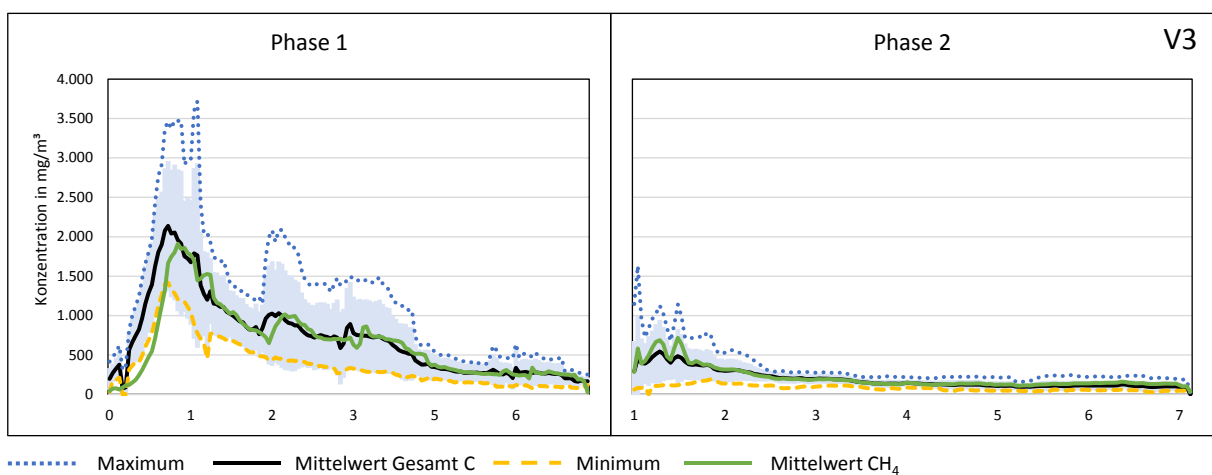 Phase 1
Phase 2
V3
Konzentration in mg/m³
4.000
3.500
3.000
2.500
2.000
1.500
1.000
500
0
0 1 2 3 4 5 6
1 2 3 4 5 6 7
Maximum Mittelwert Gesamt C Minimum Mittelwert CH₄